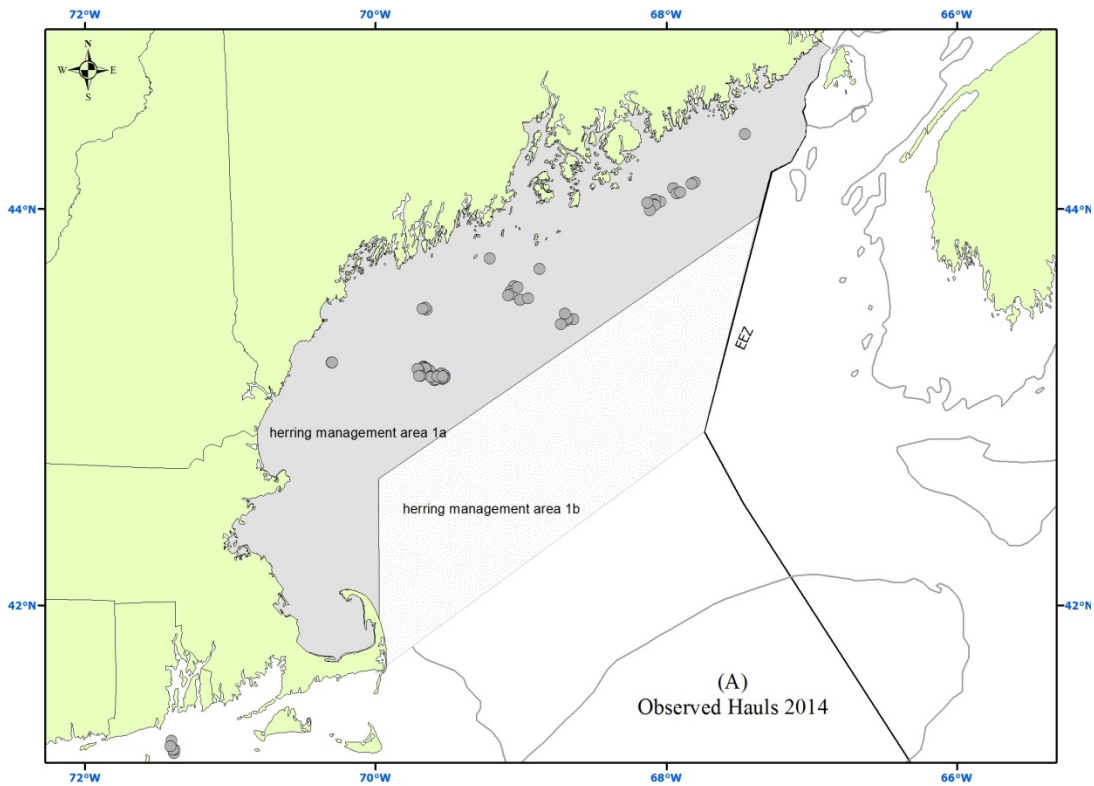 72°W 70°W 68°W 66°W
N
W E
S
44°N 44°N
EEZ
herring management area 1a
herring management area 1b
42°N 42°N
(A)
Observed Hauls 2014
72°W 70°W 68°W 66°W